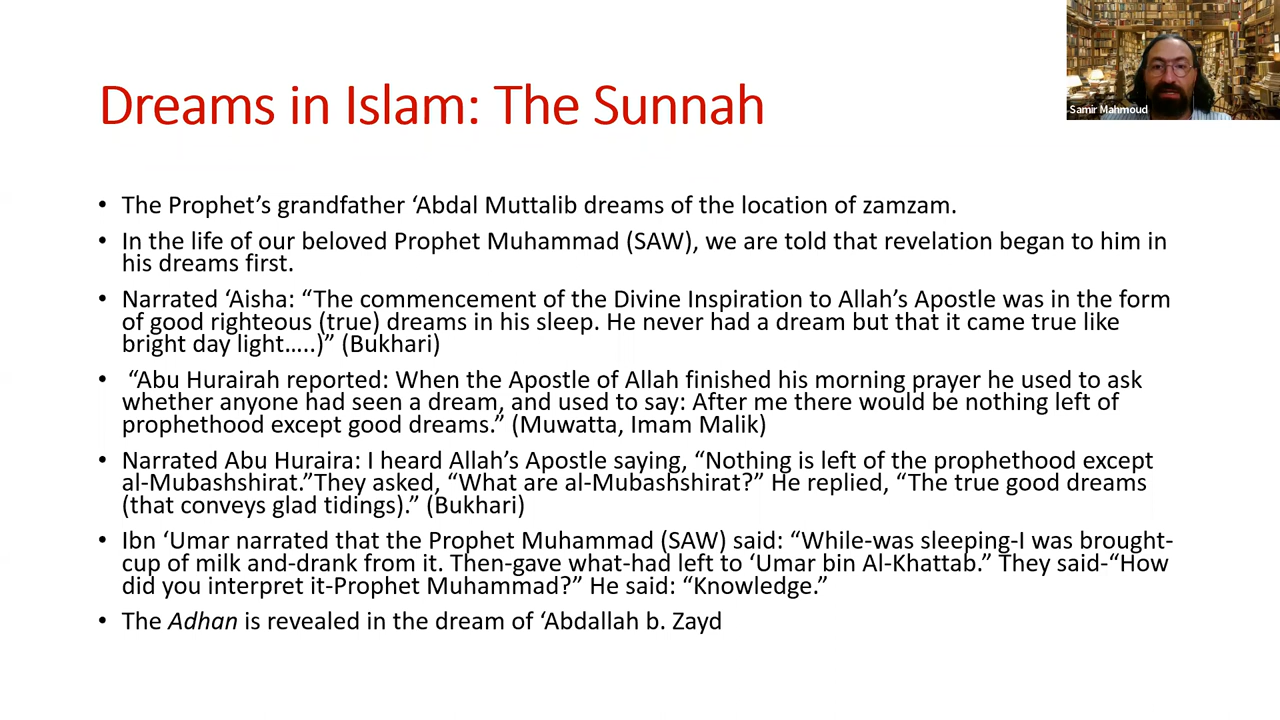 Samir Mahmoud
Dreams in Islam: The Sunnah
• The Prophet’s grandfather ‘Abdal Muttalib dreams of the location of zamzam.
• In the life of our beloved Prophet Muhammad (SAW), we are told that revelation began to him in
his dreams first.
• Narrated ‘Aisha: “The commencement of the Divine Inspiration to Allah’s Apostle was in the form
of good righteous (true) dreams in his sleep. He never had a dream but that it came true like
bright day light…..)” (Bukhari)
• “Abu Hurairah reported: When the Apostle of Allah finished his morning prayer he used to ask
whether anyone had seen a dream, and used to say: After me there would be nothing left of
prophethood except good dreams.” (Muwatta, Imam Malik)
• Narrated Abu Huraira: I heard Allah’s Apostle saying, “Nothing is left of the prophethood except
al-Mubashshirat.”They asked, “What are al-Mubashshirat?” He replied, “The true good dreams
(that conveys glad tidings).” (Bukhari)
• Ibn ‘Umar narrated that the Prophet Muhammad (SAW) said: “While-was sleeping-I was brought-
cup of milk and-drank from it. Then-gave what-had left to ‘Umar bin Al-Khattab.” They said-“How
did you interpret it-Prophet Muhammad?” He said: “Knowledge.”
• The Adhan is revealed in the dream of ‘Abdallah b. Zayd